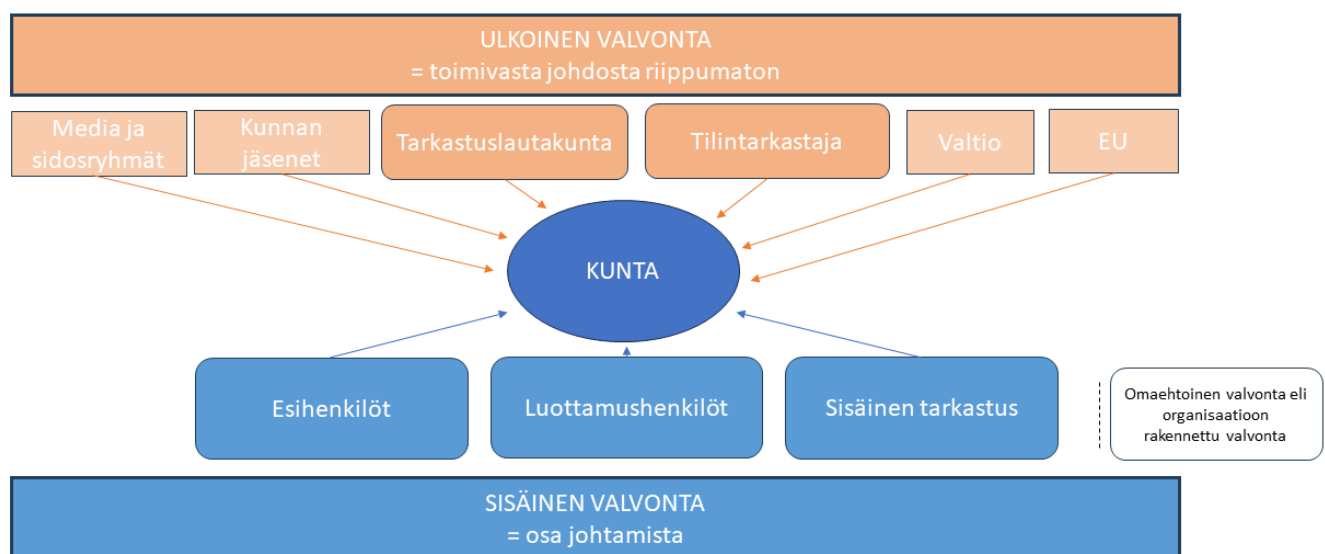 ULKOINEN VALVONTA
= toimivasta johdosta riippumaton
Media ja
sidosryhmät
Kunnan
jäsenet
Tarkastuslautakunta
Tilintarkastaja
Valtio
EU
KUNTA
Esihenkilöt
Luottamushenkilöt
Sisäinen tarkastus
Omaehtoinen valvonta eli
organisaatioon
rakennettu valvonta
SISÄINEN VALVONTA
= osa johtamista